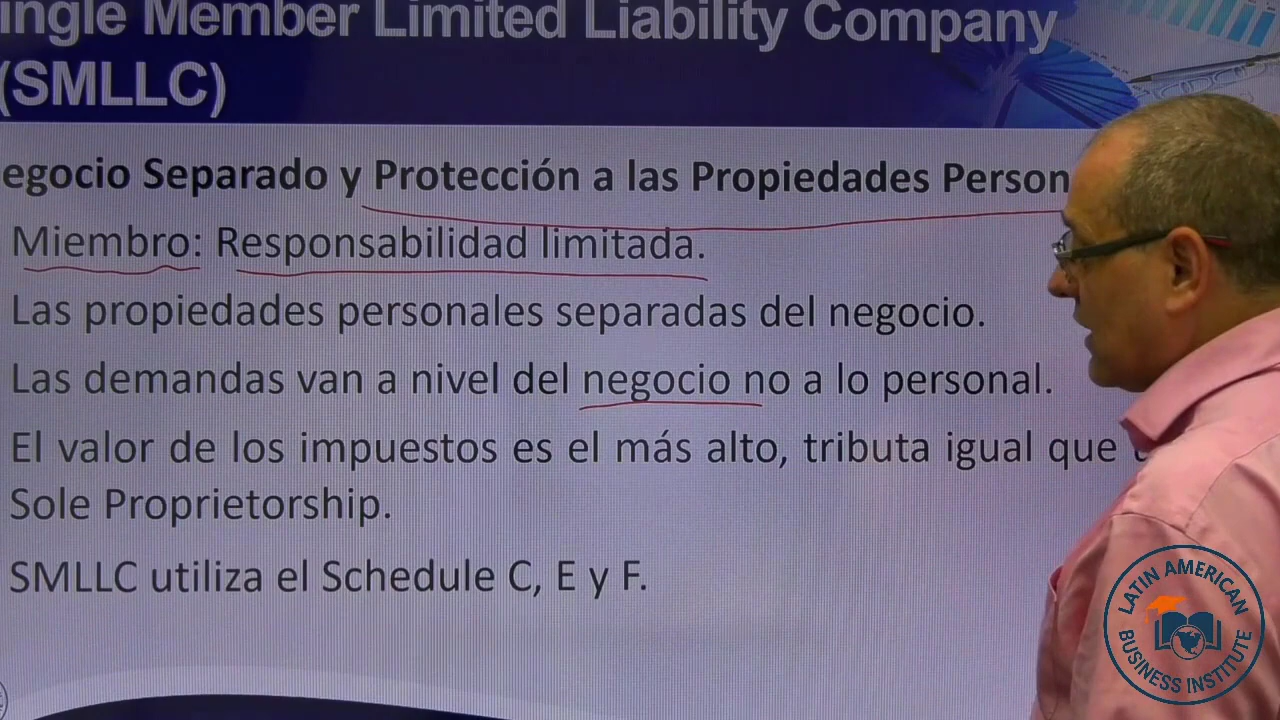 ingle Member Limited Liability Company
(SMLLC)
egocio Separado y Protección a las Propiedades Person
Miembro: Responsabilidad limitada.
Las propiedades personales separadas del negocio.
Las demandas van a nivel del negocio no a lo personal.
El valor de los impuestos es el más alto, tributa igual que
Sole Proprietorship.
SMLLC utiliza el Schedule C, E y F.
LATIN AMERICAN
BUSINESS INSTITUTE